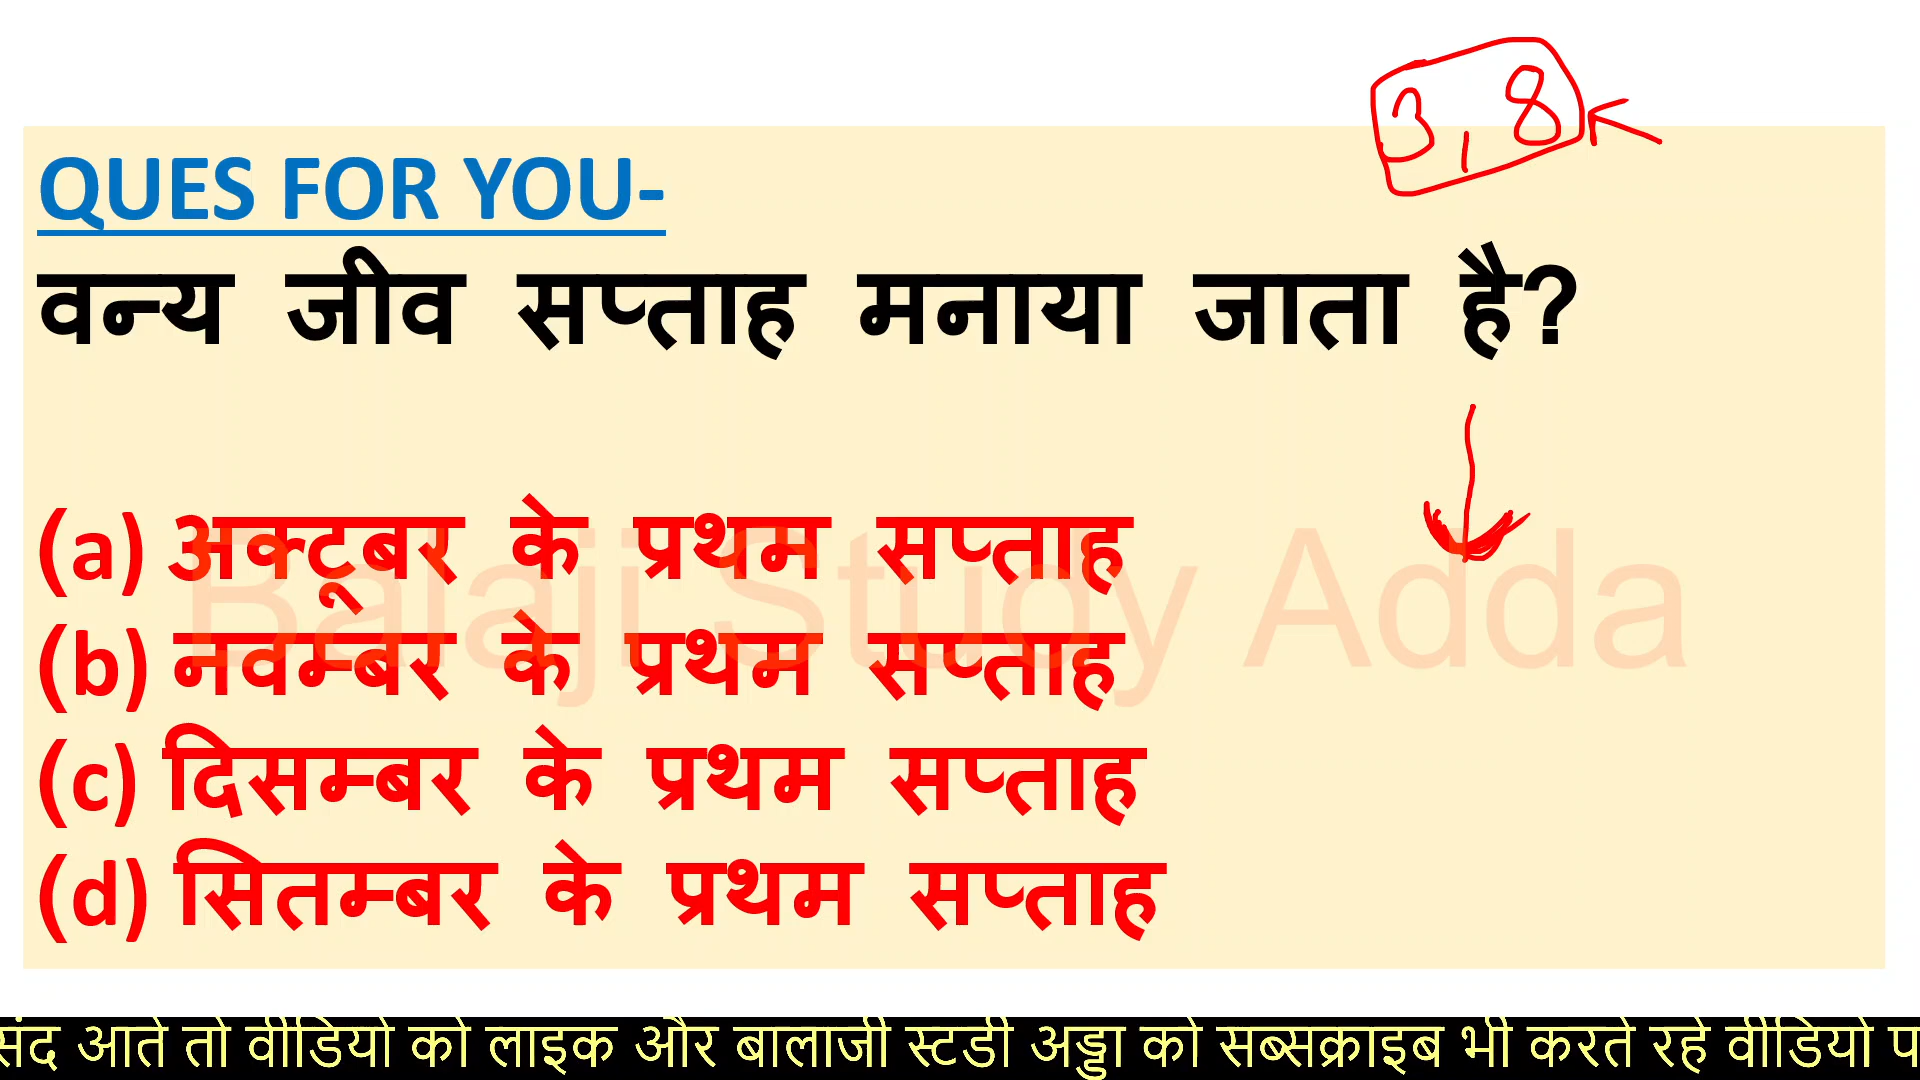 3, 8
QUES FOR YOU-
वन्य जीव सप्ताह मनाया जाता है?
(a) अक्टूबर के प्रथम सप्ताह
(b) नवम्बर के प्रथम सप्ताह
(c) दिसम्बर के प्रथम सप्ताह
(d) सितम्बर के प्रथम सप्ताह
Balaji Study Adda
आते तो वीडियो को लाइक और बालाजी स्टडी अड्डा को सब्सक्राइब भी करते रहे वीडियो